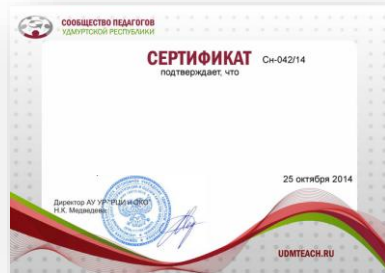 СООБЩЕСТВО ПЕДАГОГОВ
УДМУРТСКОЙ РЕСПУБЛИКИ
СЕРТИФИКАТ Сн-042/14
подтверждает, что
25 октября 2014
Директор АУ УР "РЦИ и ОКО"
Н.К. Медведева
UDMTEACH.RU